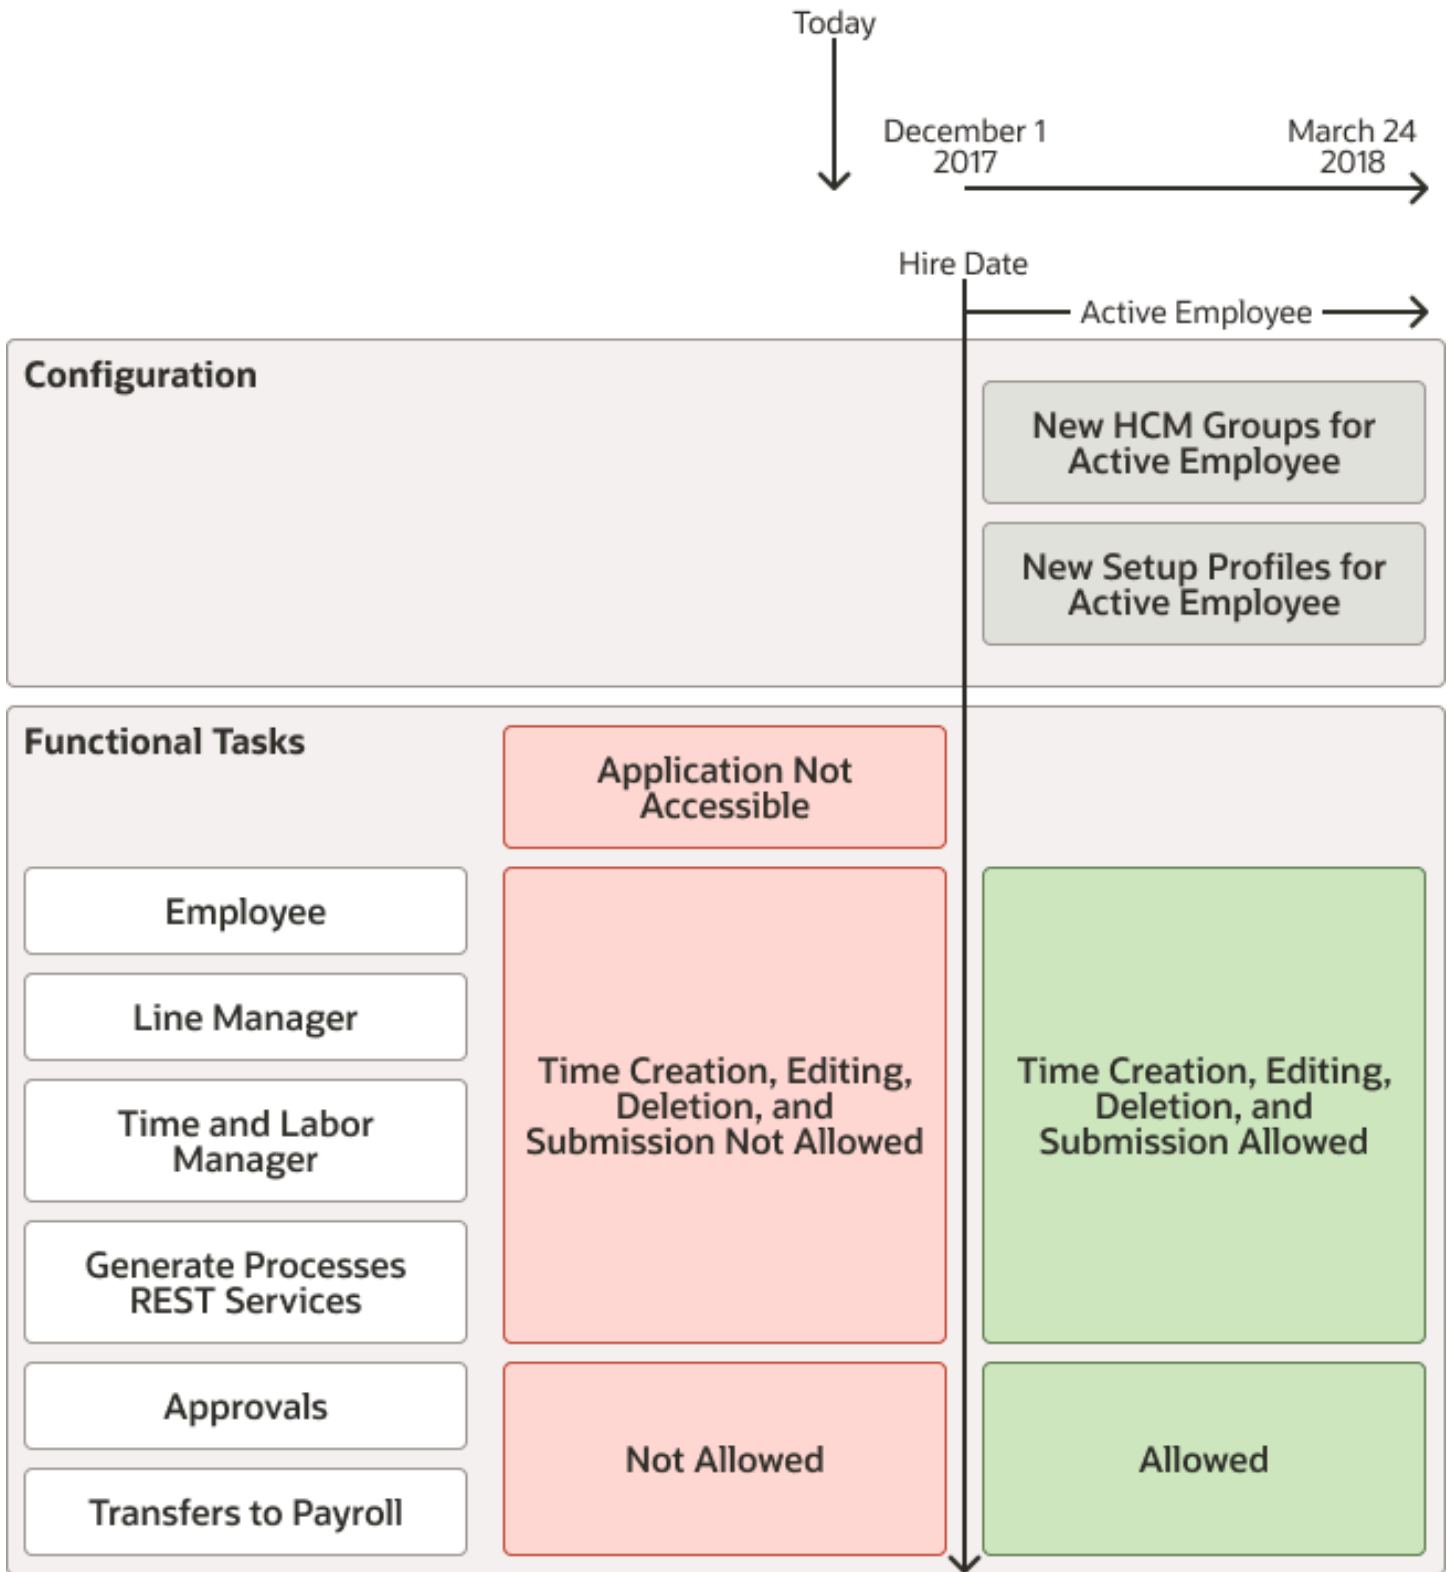 Today
December 1
2017
March 24
2018
Hire Date
Active Employee
Configuration
New HCM Groups for
Active Employee
New Setup Profiles for
Active Employee
Functional Tasks
Application Not
Accessible
Employee
Line Manager
Time and Labor
Manager
Generate Processes
REST Services
Time Creation, Editing,
Deletion, and
Submission Not Allowed
Time Creation, Editing,
Deletion, and
Submission Allowed
Approvals
Transfers to Payroll
Not Allowed
Allowed